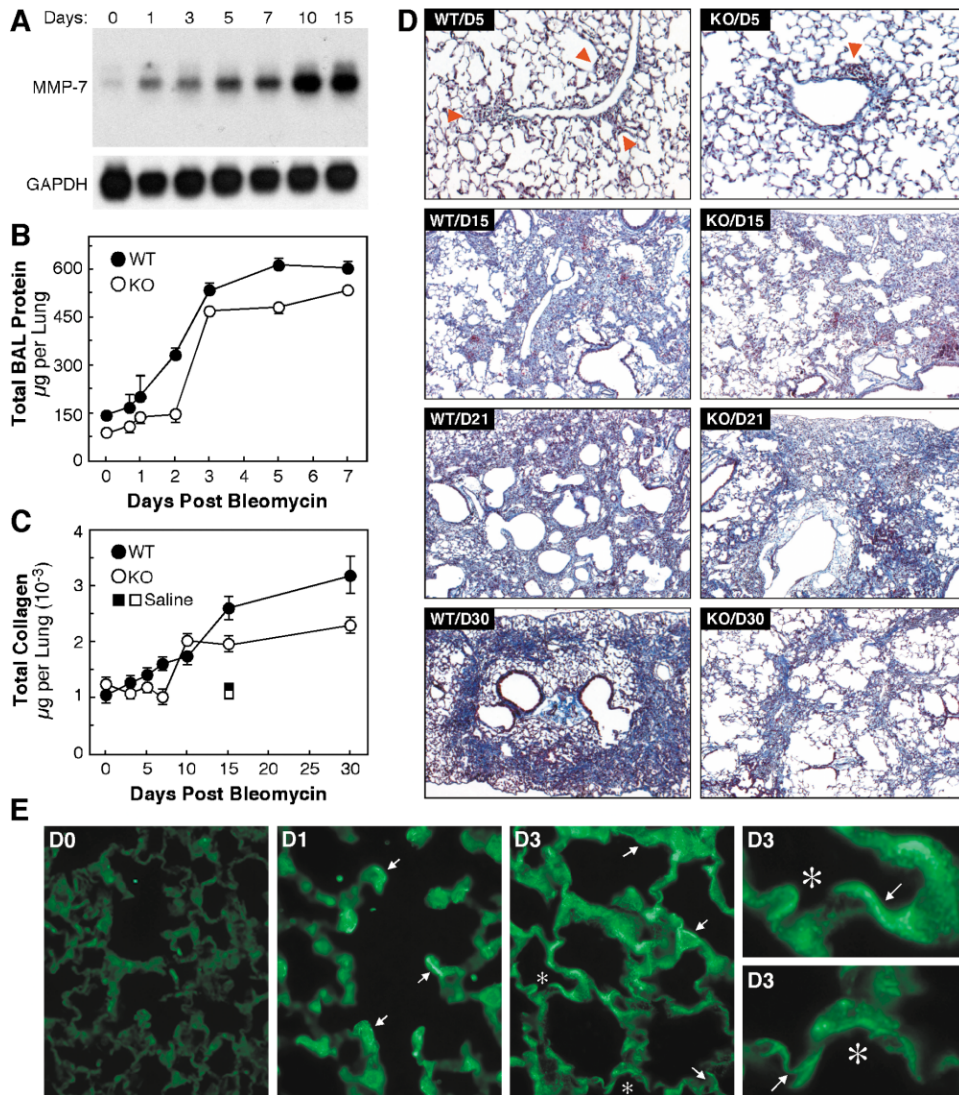 A
Days: 0 1 3 5 7 10 15
MMP-7
GAPDH
B
WT
KO
Total BAL Protein
µg per Lung
600
450
300
150
0
0 1 2 3 4 5 6 7
Days Post Bleomycin
C
WT
KO
Saline
Total Collagen
µg per Lung (10-3)
4
3
2
1
0
0 5 10 15 20 25 30
Days Post Bleomycin
D
WT/D5
KO/D5
WT/D15
KO/D15
WT/D21
KO/D21
WT/D30
KO/D30
E
D0
D1
D3
*
*
D3
*
D3
*